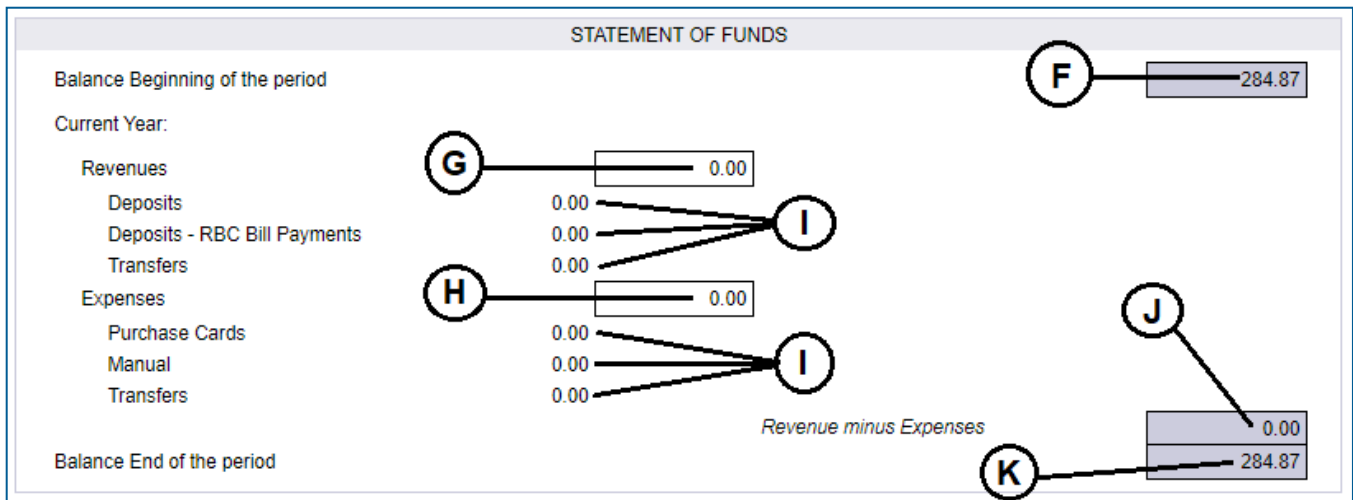 STATEMENT OF FUNDS
Balance Beginning of the period F 284.87
Current Year:
Revenues G 0.00
Deposits 0.00
Deposits - RBC Bill Payments 0.00 I
Transfers 0.00
Expenses H 0.00
Purchase Cards 0.00 J
Manual 0.00 I
Transfers 0.00
Revenue minus Expenses 0.00
Balance End of the period K 284.87